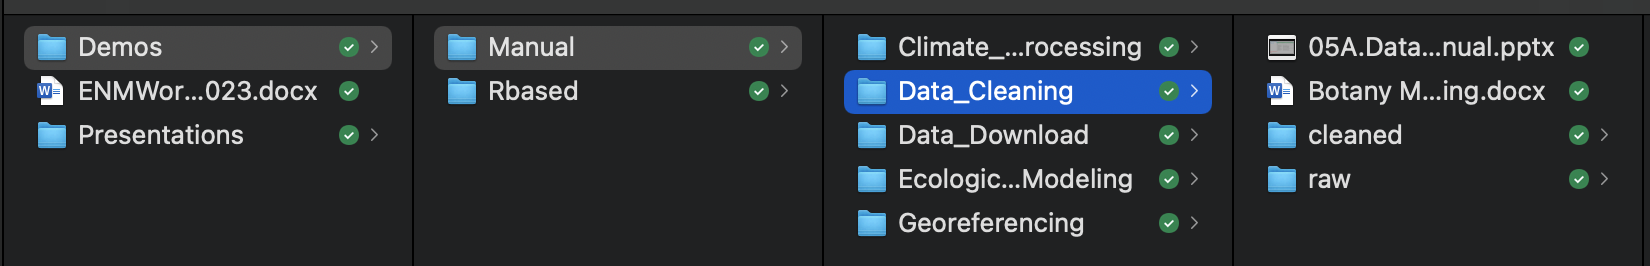 Demos
ENMWor...023.docx
Presentations
Manual
Rbased
Climate_...rocessing
Data_Cleaning
Data_Download
Ecologic...Modeling
Georeferencing
05A.Data...nual.pptx
Botany M...ing.docx
cleaned
raw